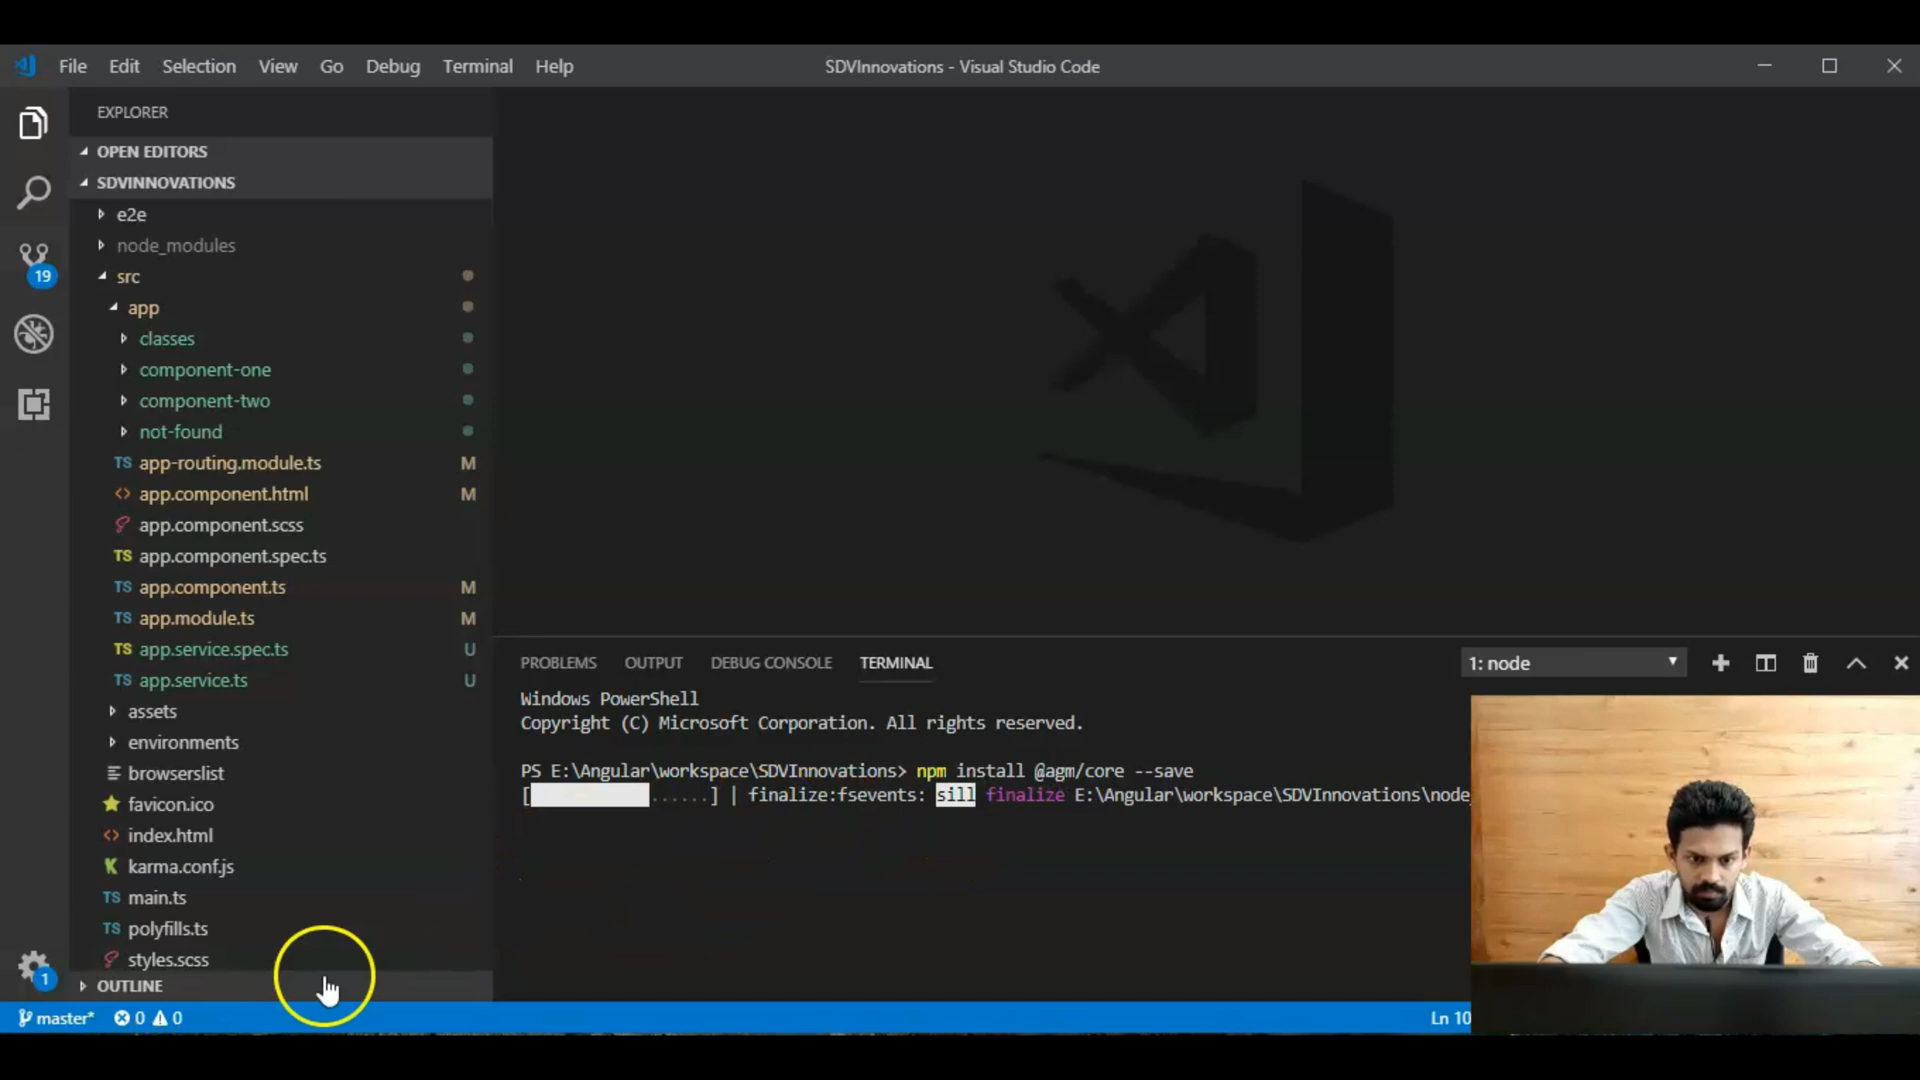 File Edit Selection View Go Debug Terminal Help
SDVInnovations - Visual Studio Code
EXPLORER
OPEN EDITORS
SDVINNOVATIONS
e2e
node_modules
src
app
classes
component-one
component-two
not-found
TS app-routing.module.ts M
<> app.component.html M
app.component.scss
TS app.component.spec.ts
TS app.component.ts M
TS app.module.ts M
TS app.service.spec.ts U
TS app.service.ts U
assets
environments
browserslist
favicon.ico
<> index.html
K karma.conf.js
TS main.ts
TS polyfills.ts
styles.scss
OUTLINE
19
1
PROBLEMS OUTPUT DEBUG CONSOLE TERMINAL
1: node
Windows PowerShell
Copyright (C) Microsoft Corporation. All rights reserved.
PS E:\Angular\workspace\SDVInnovations> npm install @agm/core --save
[ ......] | finalize:fsevents: sill finalize E:\Angular\workspace\SDVInnovations\node_
master* 0 0
Ln 10